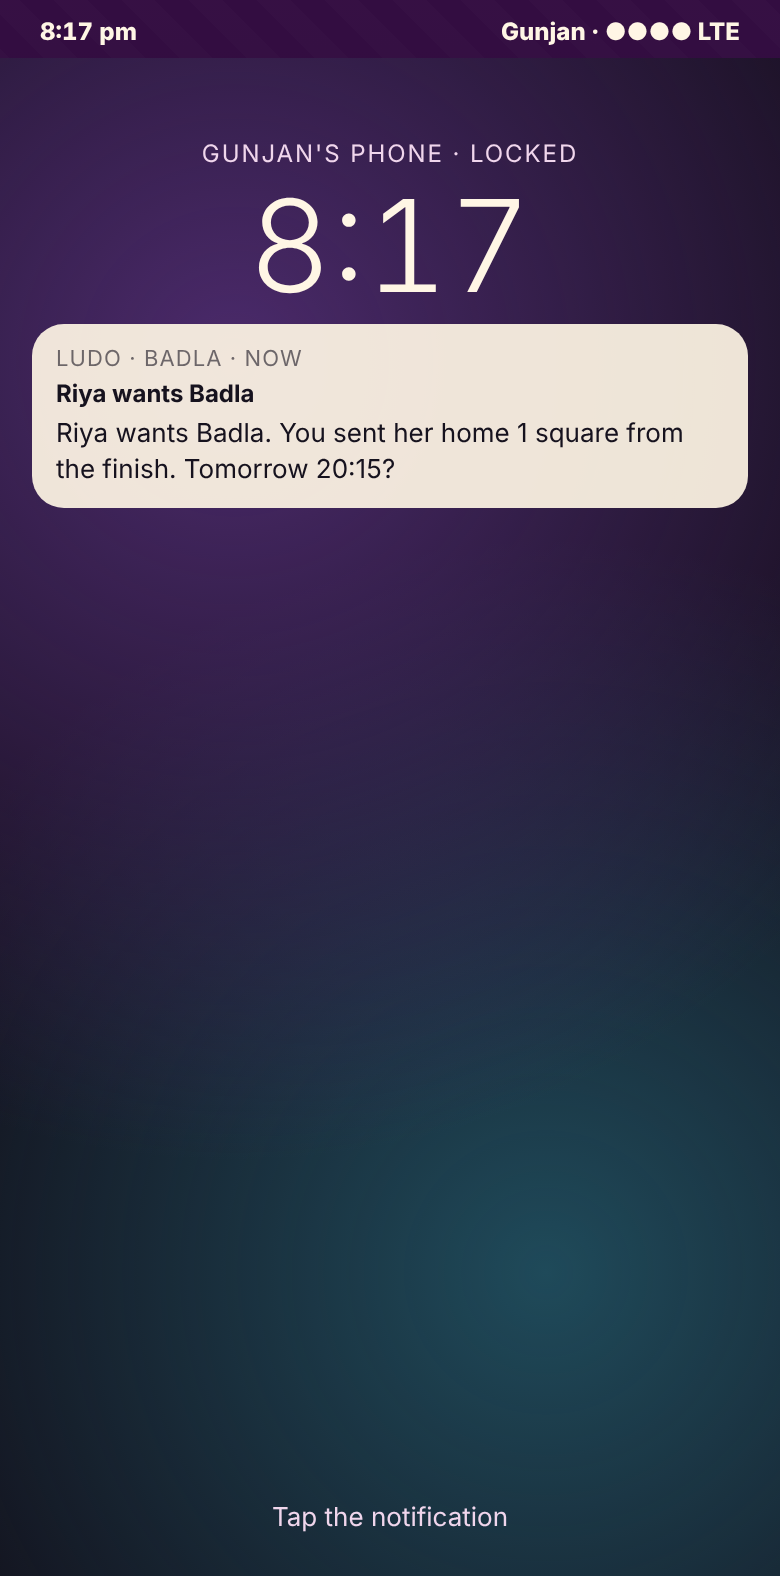 8:17 pm
Gunjan · ●●●● LTE
GUNJAN'S PHONE · LOCKED
8:17
LUDO · BADLA · NOW
Riya wants Badla
Riya wants Badla. You sent her home 1 square from
the finish. Tomorrow 20:15?
Tap the notification